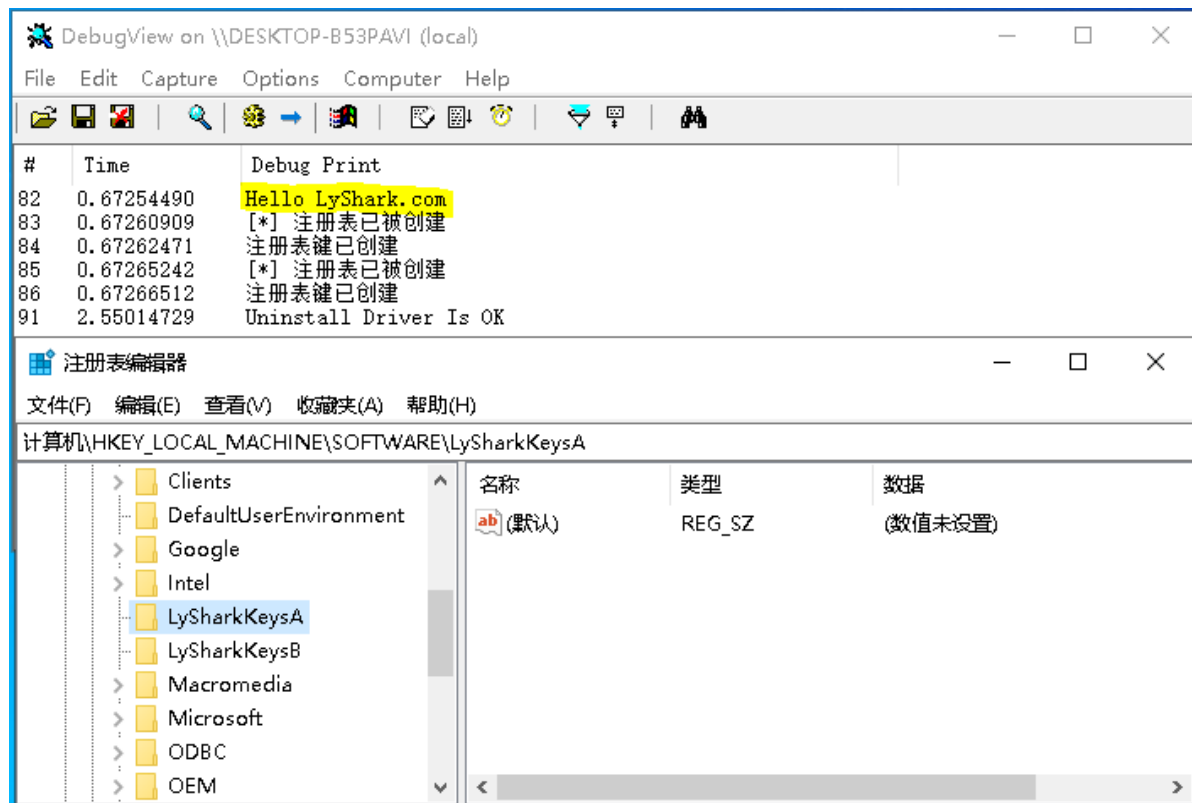 DebugView on \\DESKTOP-B53PAVI (local)
File Edit Capture Options Computer Help
# Time Debug Print
82 0.67254490 Hello LyShark.com
83 0.67260909 [*] 注册表已被创建
84 0.67262471 注册表键已创建
85 0.67265242 [*] 注册表已被创建
86 0.67266512 注册表键已创建
91 2.55014729 Uninstall Driver Is OK
注册表编辑器
文件(F) 编辑(E) 查看(V) 收藏夹(A) 帮助(H)
计算机\HKEY_LOCAL_MACHINE\SOFTWARE\LySharkKeysA
名称 类型 数据
ab (默认) REG_SZ (数值未设置)
Clients
DefaultUserEnvironment
Google
Intel
LySharkKeysA
LySharkKeysB
Macromedia
Microsoft
ODBC
OEM